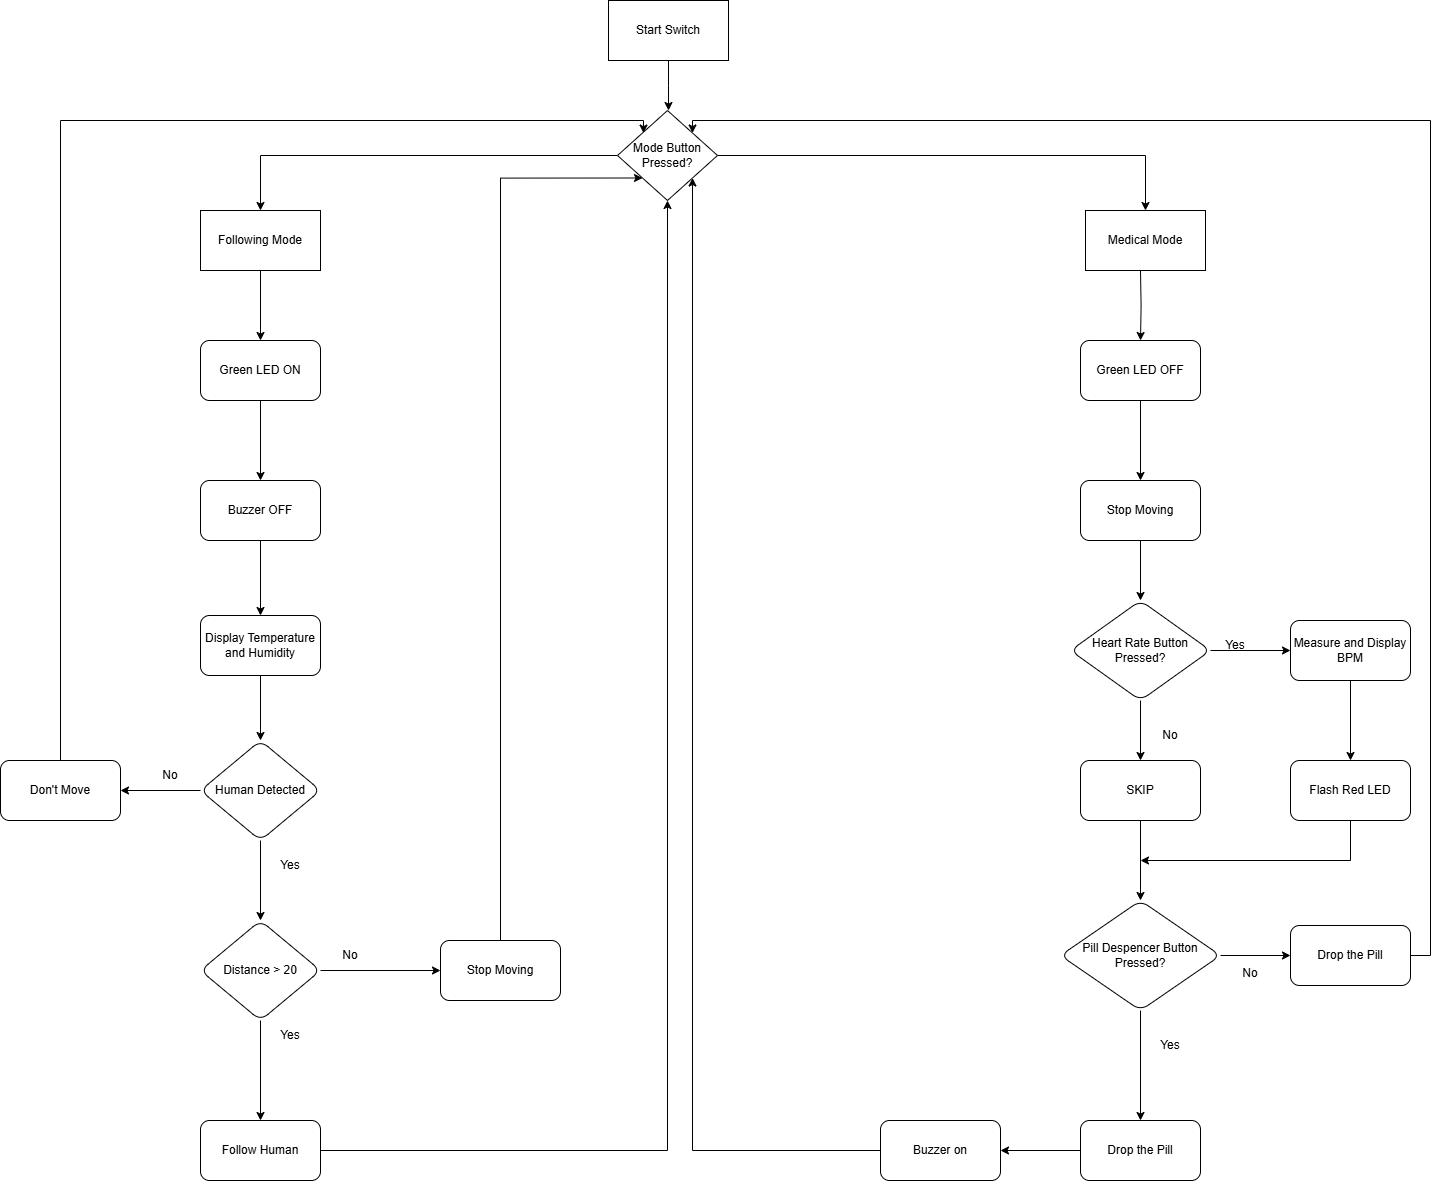 Start Switch
Mode Button
Pressed?
Following Mode
Medical Mode
Green LED ON
Green LED OFF
Buzzer OFF
Stop Moving
Display Temperature
and Humidity
Heart Rate Button
Pressed?
Yes
Measure and Display
BPM
No
Don't Move
No
Human Detected
SKIP
Flash Red LED
Yes
Distance > 20
No
Stop Moving
Pill Despencer Button
Pressed?
No
Drop the Pill
Yes
Yes
Follow Human
Buzzer on
Drop the Pill